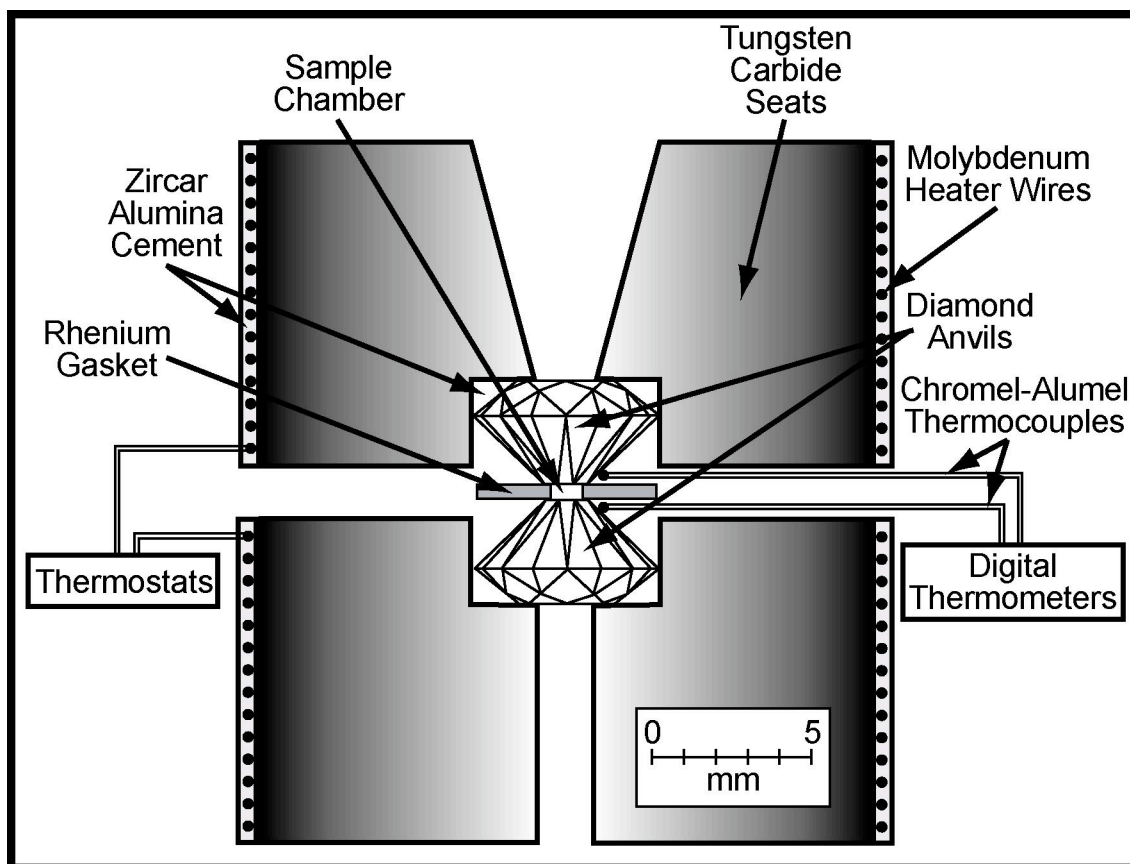 Tungsten
Carbide
Seats
Sample
Chamber
Molybdenum
Heater Wires
Zircar
Alumina
Cement
Diamond
Anvils
Rhenium
Gasket
Chromel-Alumel
Thermocouples
Thermostats
Digital
Thermometers
0 5
mm